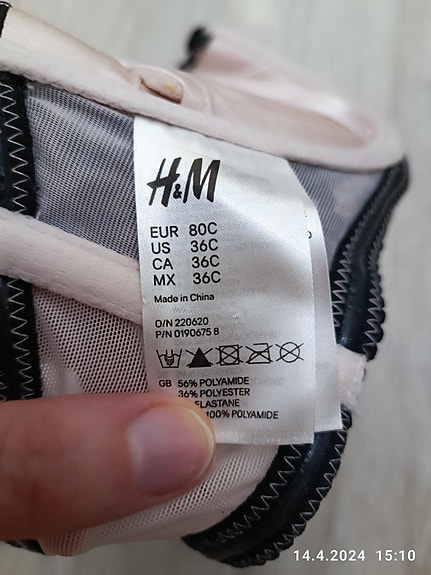 H&M
EUR 80C
US 36C
CA 36C
MX 36C
Made in China
O/N 220620
P/N 0190675 8
GB 56% POLYAMIDE
36% POLYESTER
ELASTANE
100% POLYAMIDE
14.4.2024 15:10